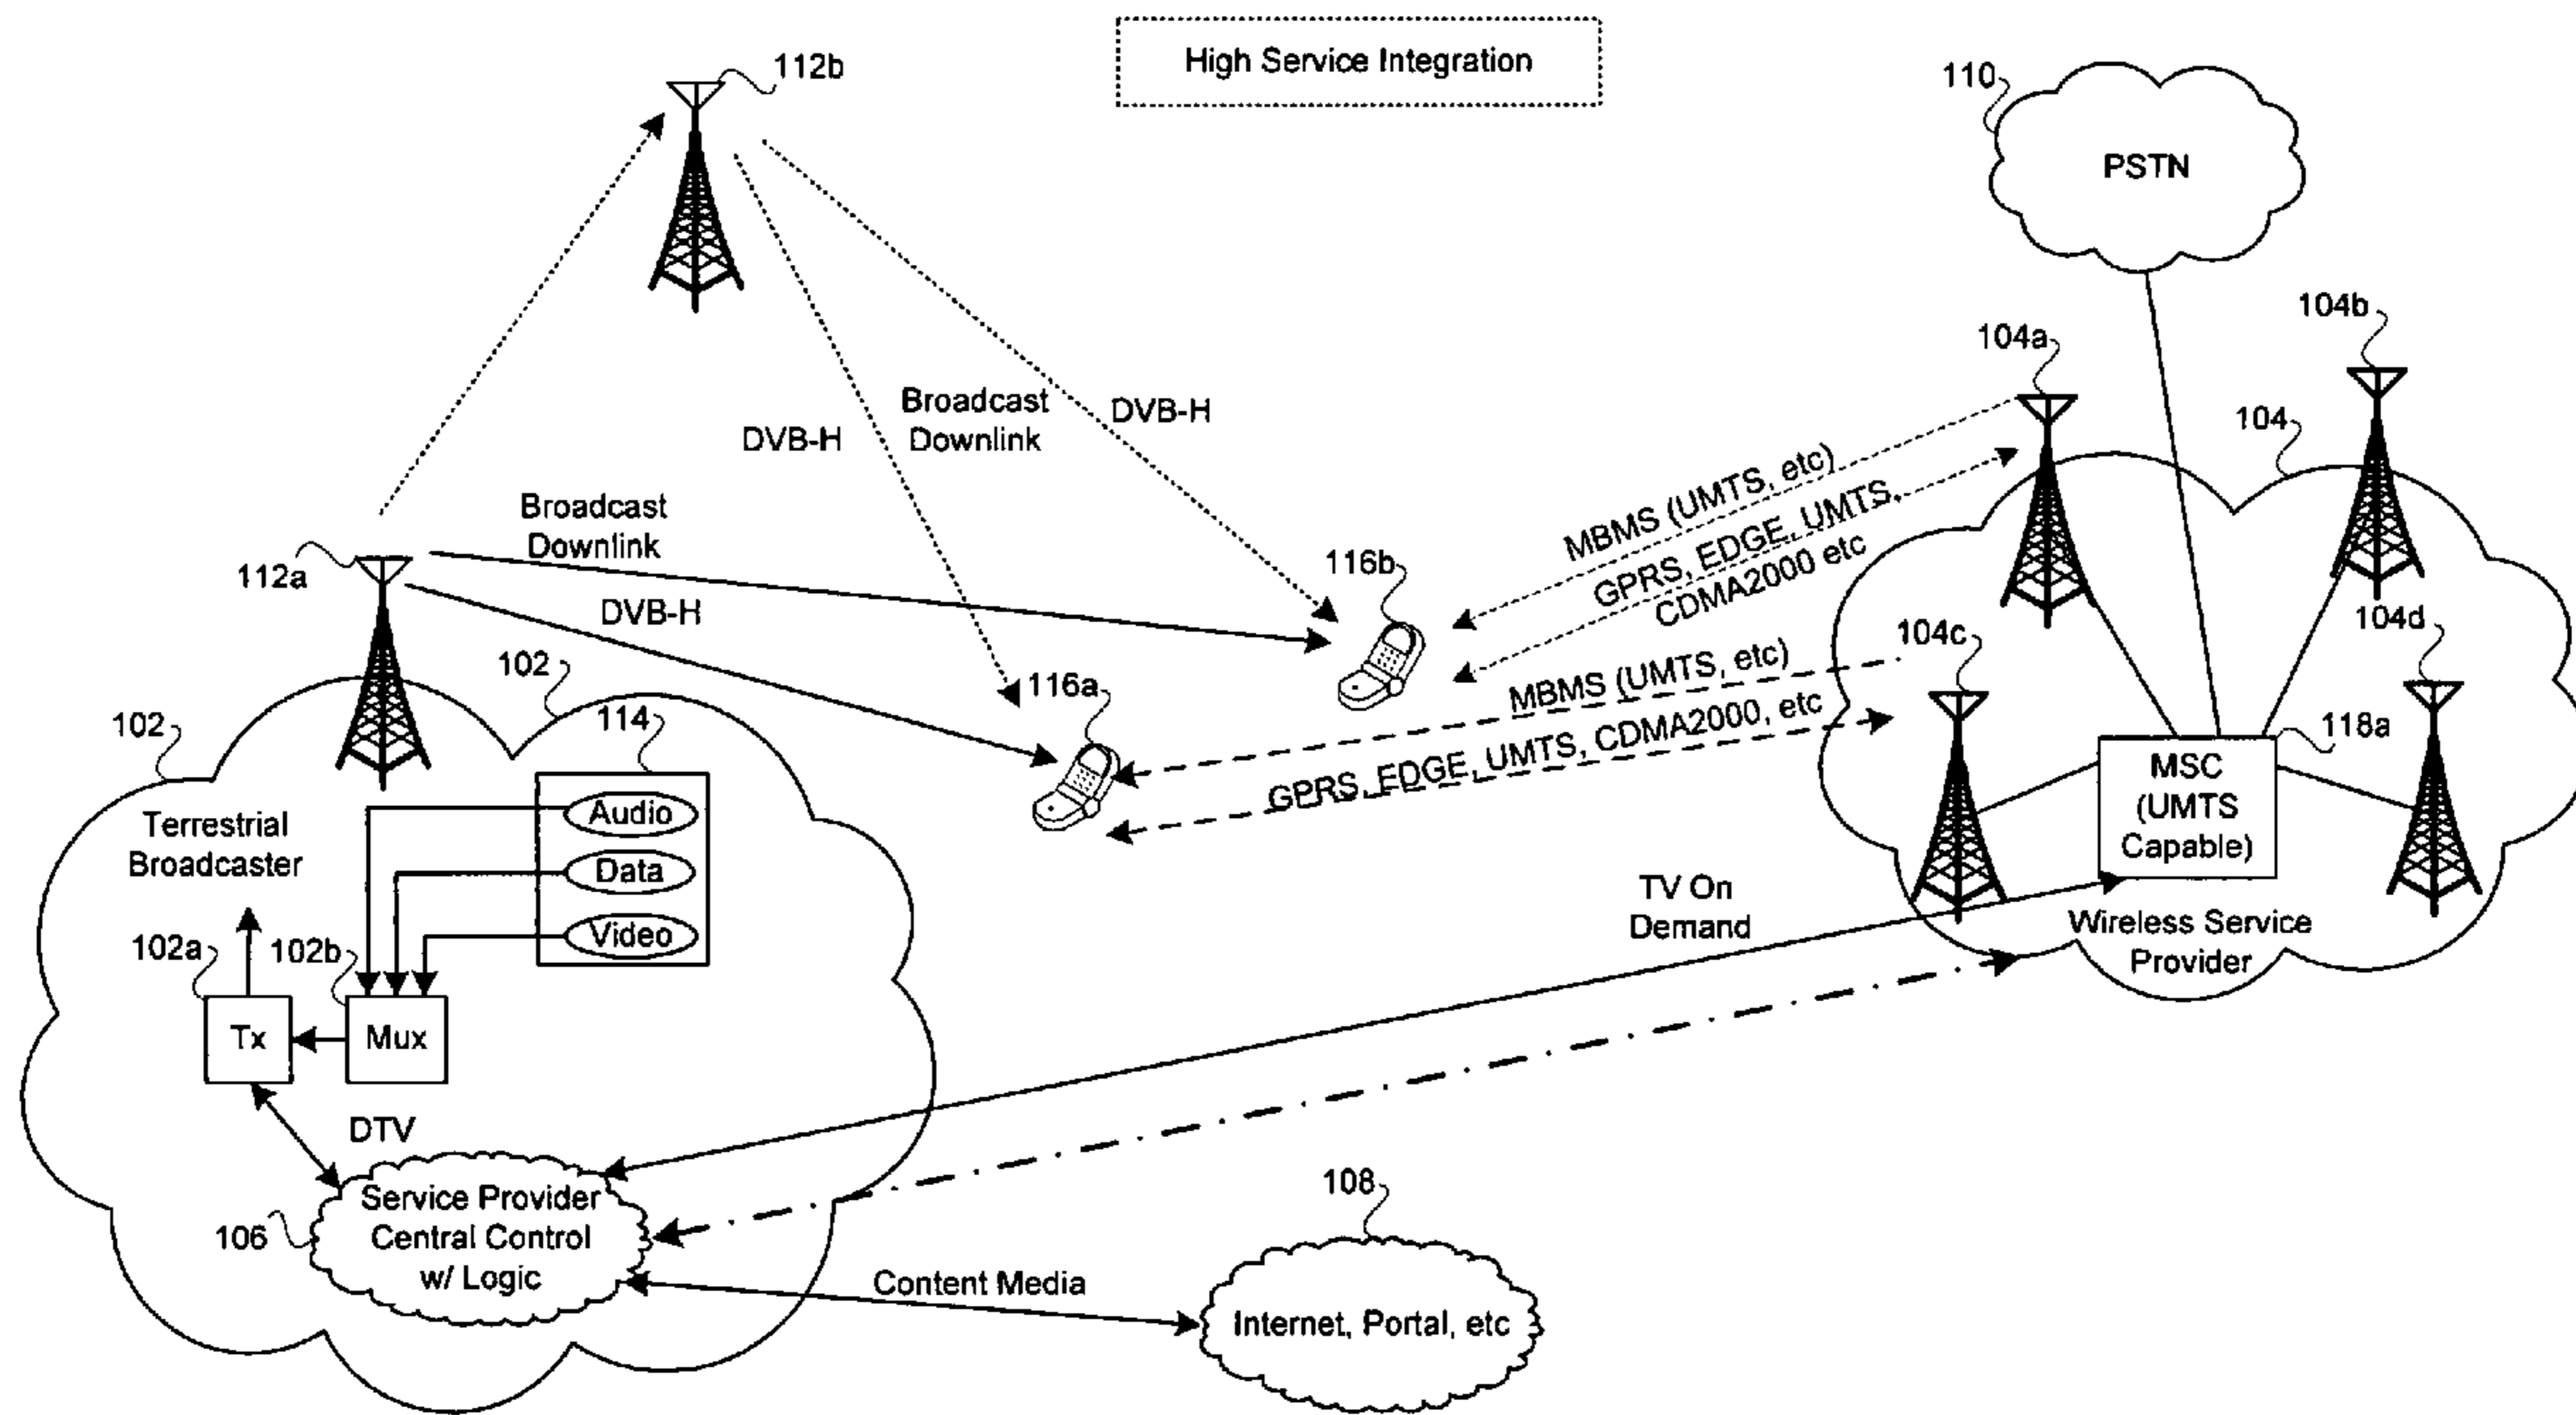 High Service Integration
112b
110
PSTN
104b
104a
104
Broadcast
Downlink
DVB-H
DVB-H
Broadcast
Downlink
112a
DVB-H
MBMS (UMTS, etc)
GPRS, EDGE, UMTS,
CDMA2000 etc
116b
104c
104d
MBMS (UMTS, etc)
GPRS, EDGE, UMTS, CDMA2000, etc
116a
102
102
114
118a
MSC
(UMTS
Capable)
Audio
Data
Video
Terrestrial
Broadcaster
TV On
Demand
Wireless Service
Provider
102a
102b
Tx
Mux
DTV
106
Service Provider
Central Control
w/ Logic
108
Content Media
Internet, Portal, etc